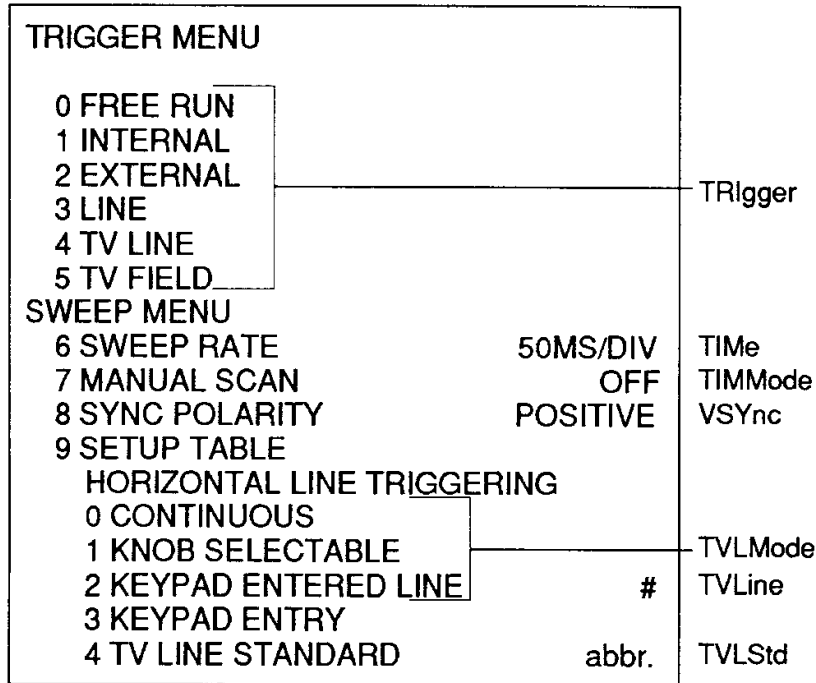 TRIGGER MENU
0 FREE RUN
1 INTERNAL
2 EXTERNAL
TRIgger
3 LINE
4 TV LINE
5 TV FIELD
SWEEP MENU
6 SWEEP RATE 50MS/DIV TIMe
7 MANUAL SCAN OFF TIMMode
8 SYNC POLARITY POSITIVE VSYnc
9 SETUP TABLE
HORIZONTAL LINE TRIGGERING
0 CONTINUOUS
1 KNOB SELECTABLE TVLMode
2 KEYPAD ENTERED LINE # TVLine
3 KEYPAD ENTRY
4 TV LINE STANDARD abbr. TVLStd